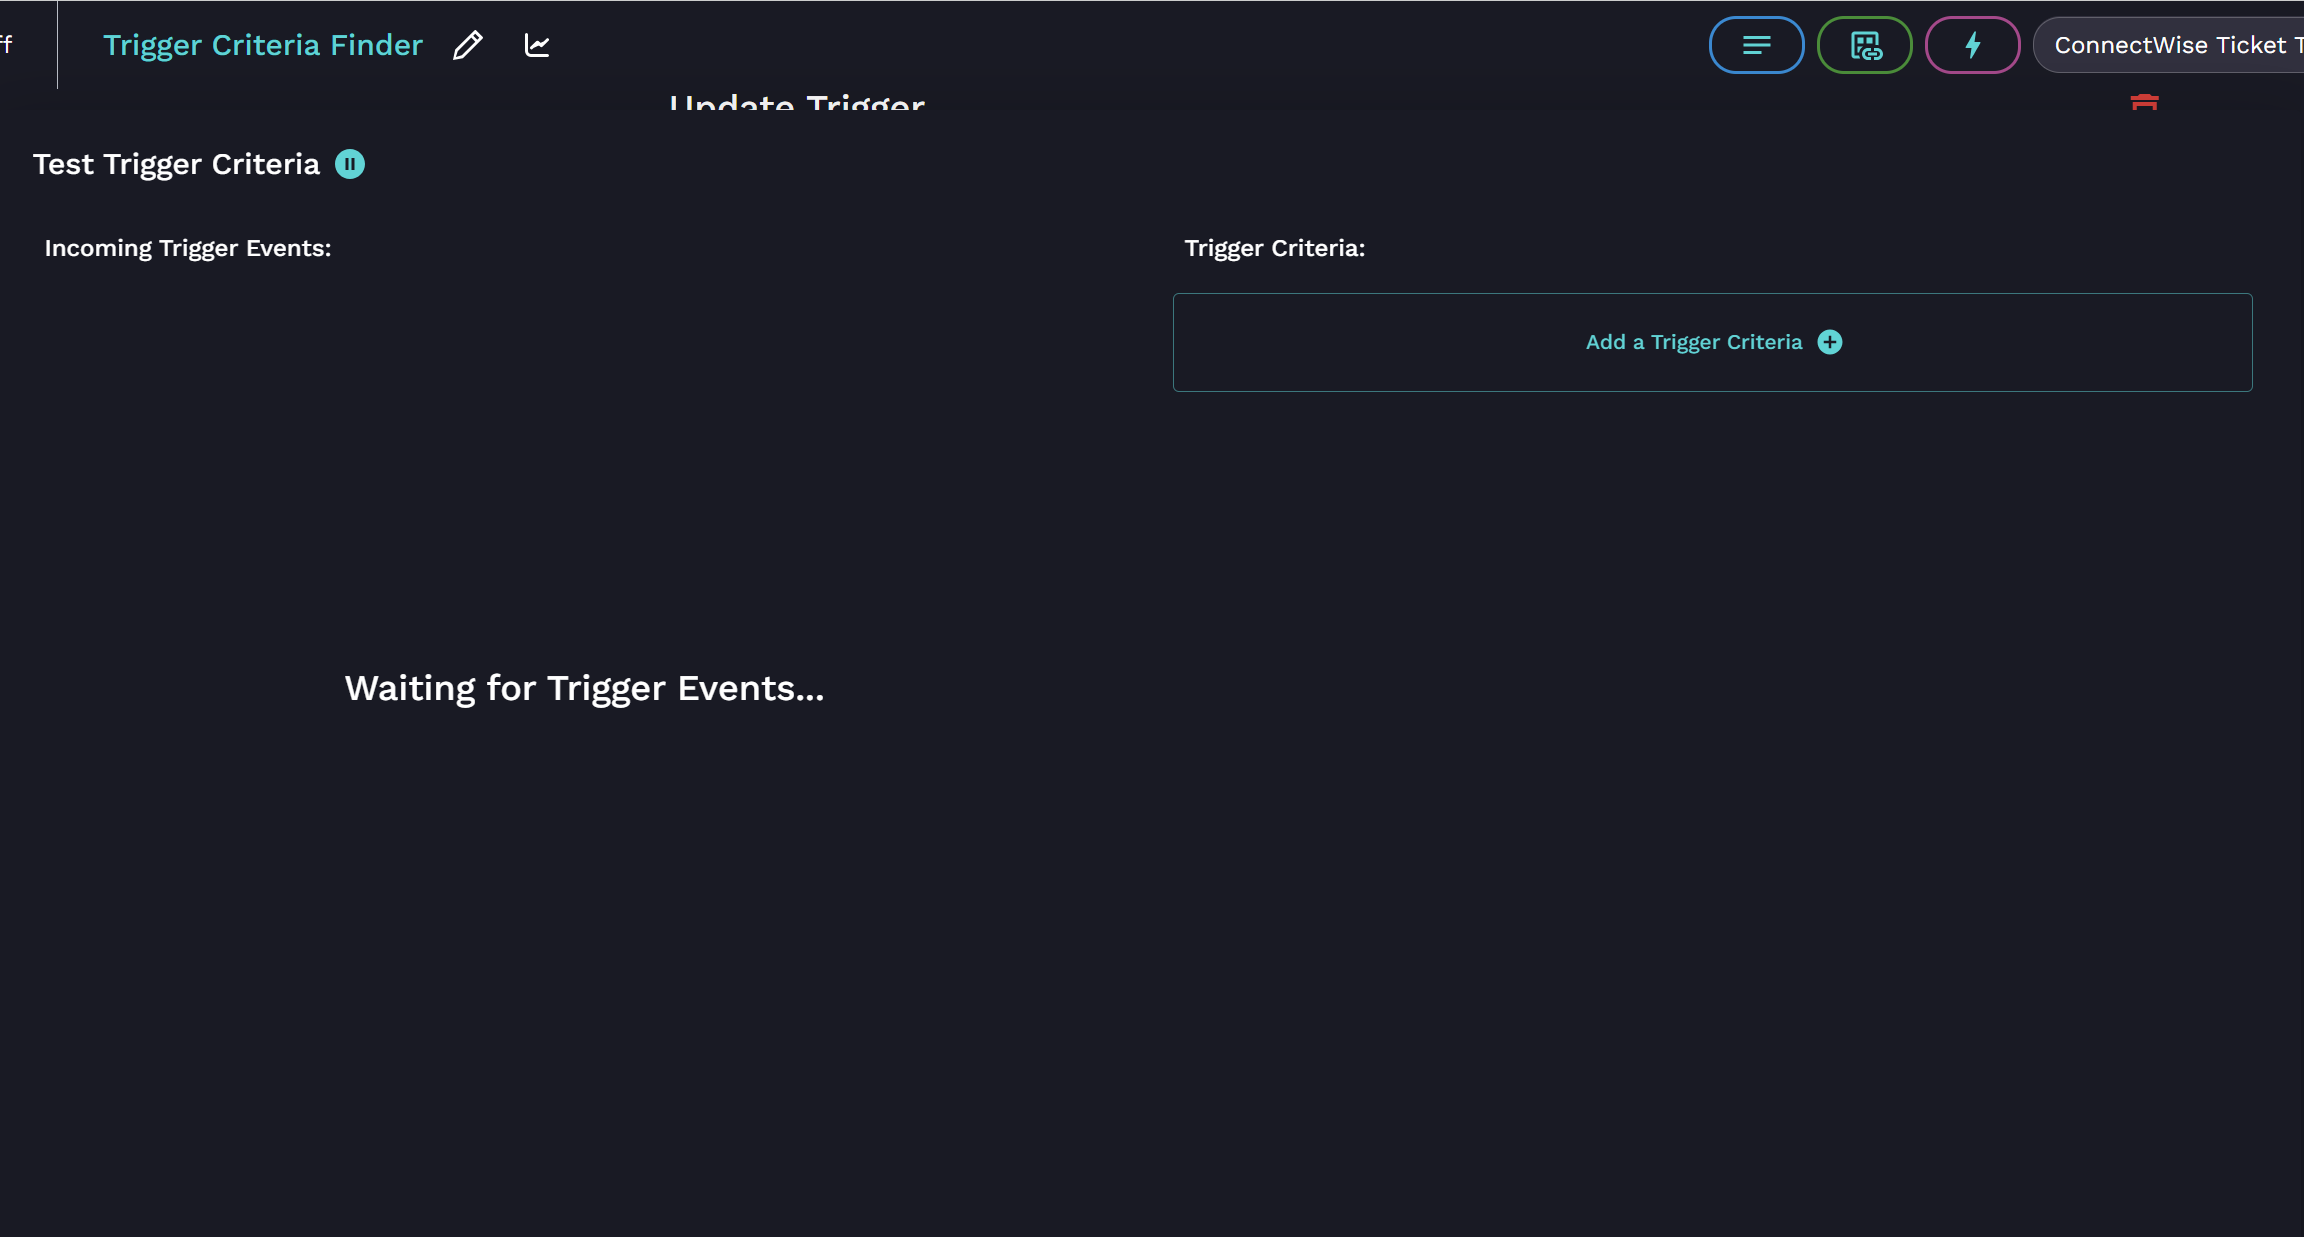 ff
Trigger Criteria Finder
ConnectWise Ticket T
Update Trigger
Test Trigger Criteria
Incoming Trigger Events:
Trigger Criteria:
Add a Trigger Criteria
Waiting for Trigger Events...